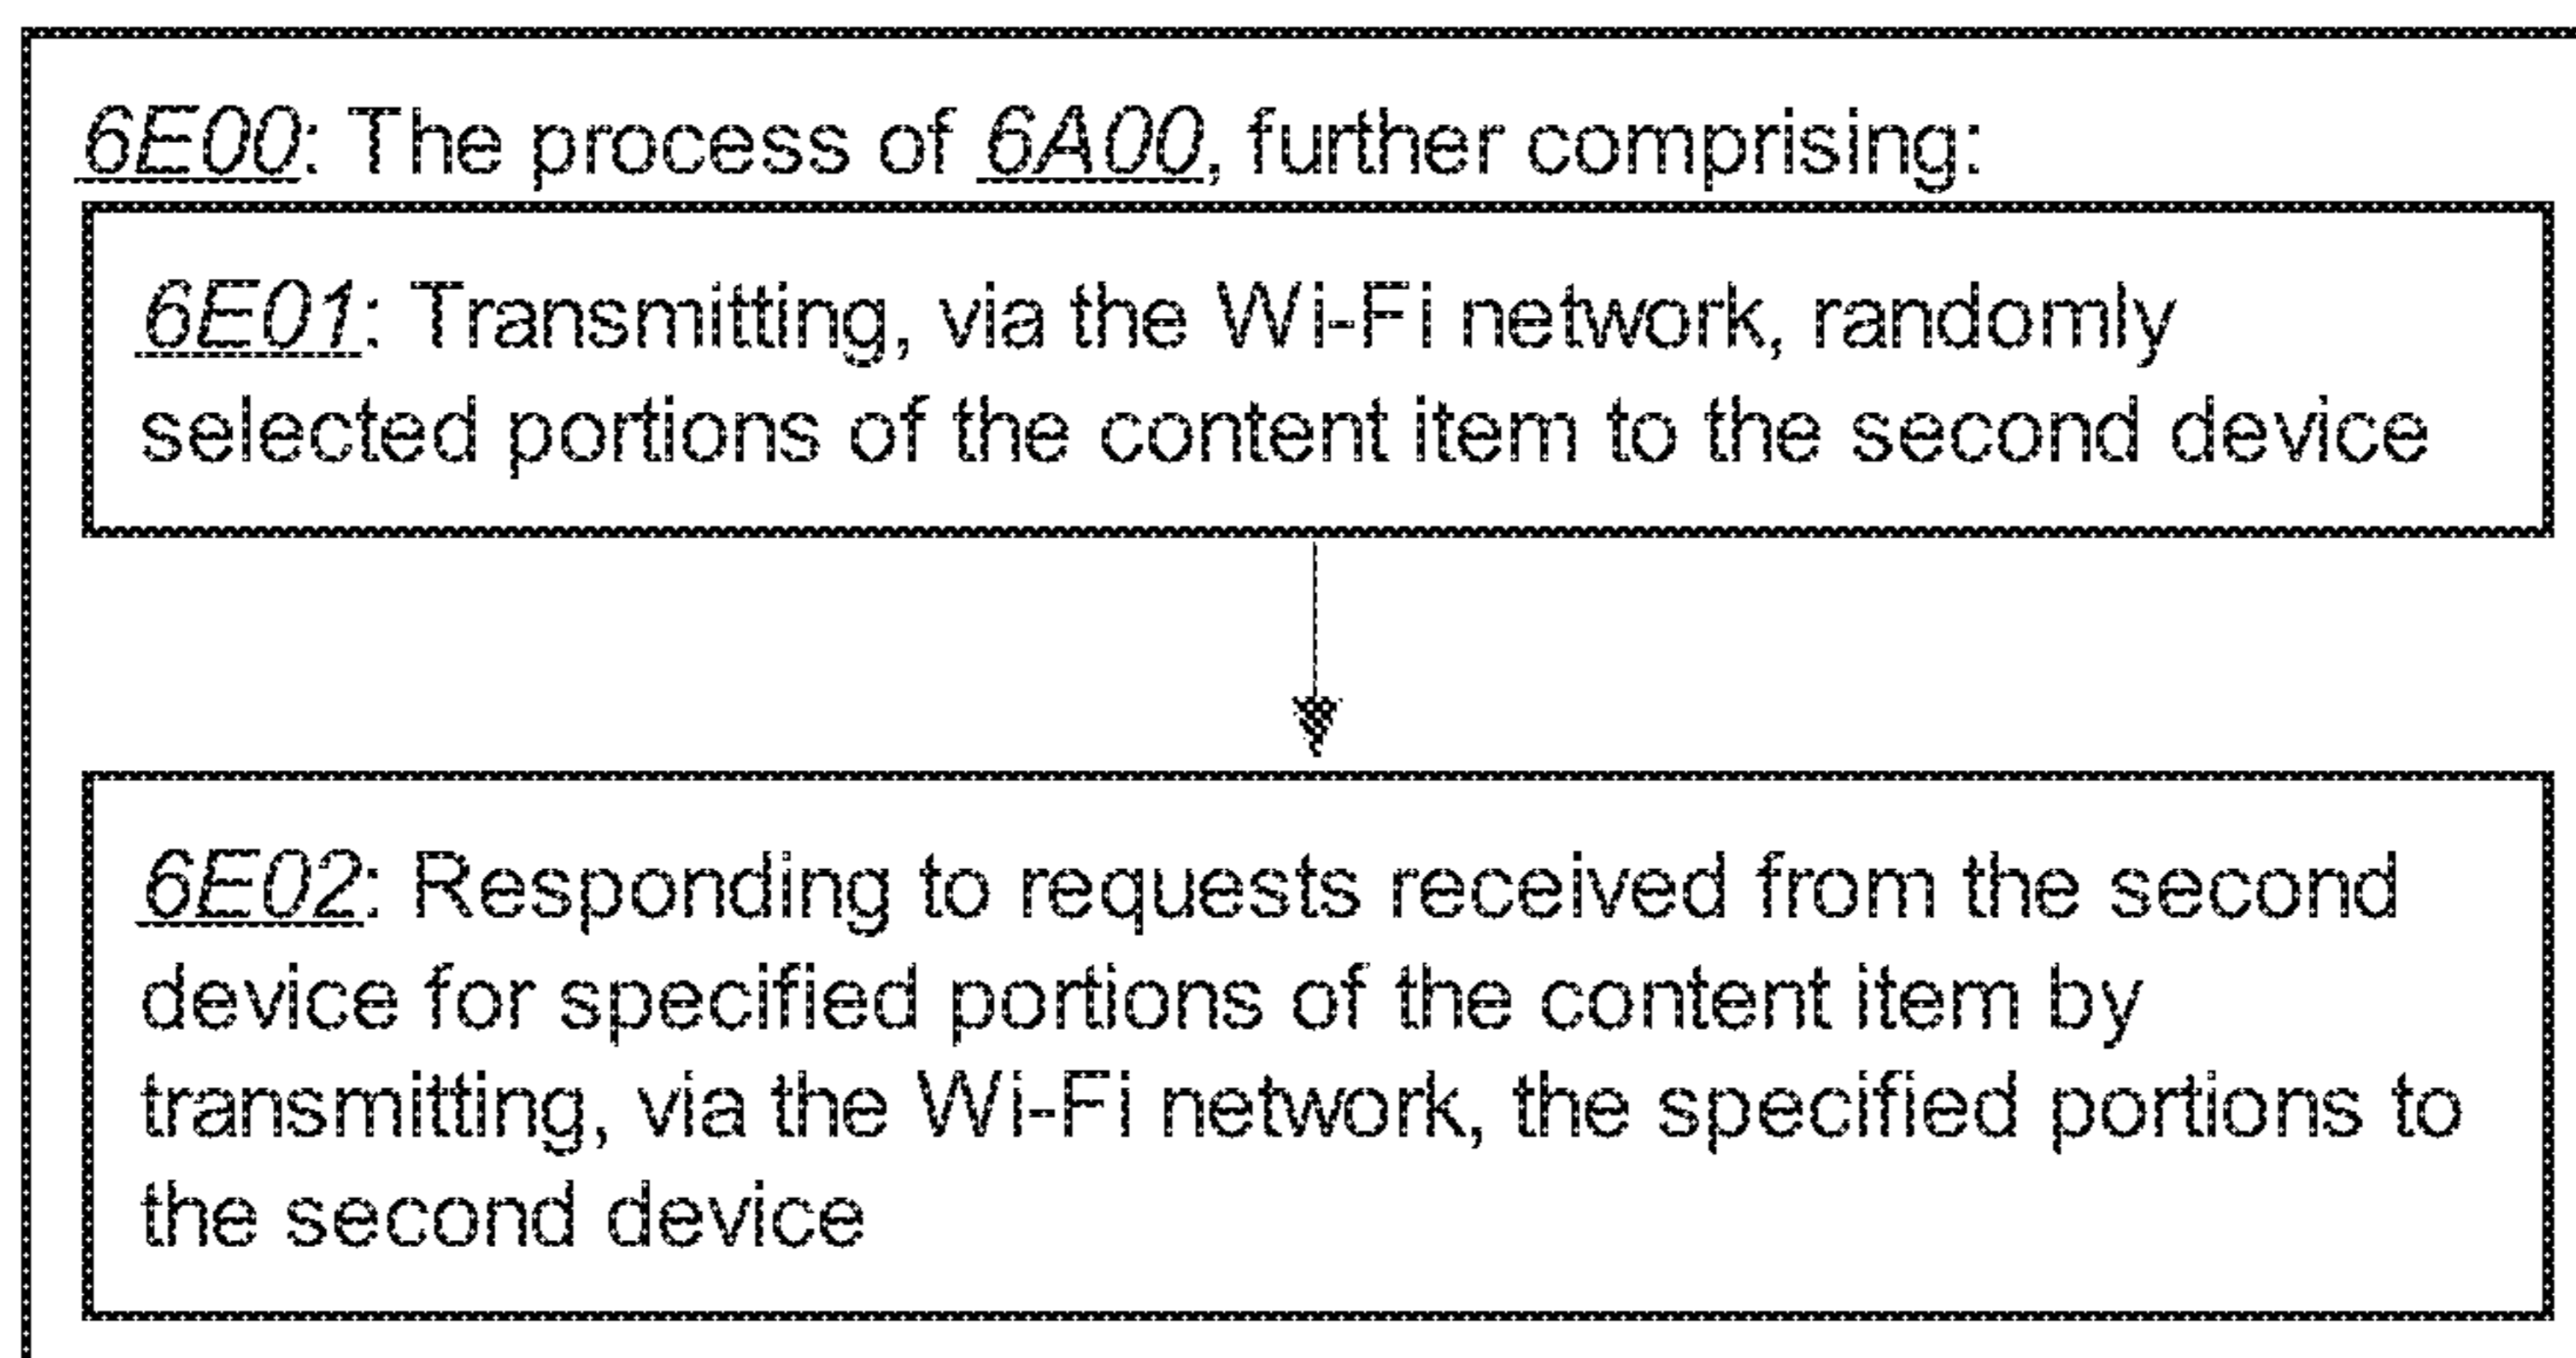 6E00: The process of 6A00, further comprising:
6E01: Transmitting, via the Wi-Fi network, randomly
selected portions of the content item to the second device
6E02: Responding to requests received from the second
device for specified portions of the content item by
transmitting, via the Wi-Fi network, the specified portions to
the second device